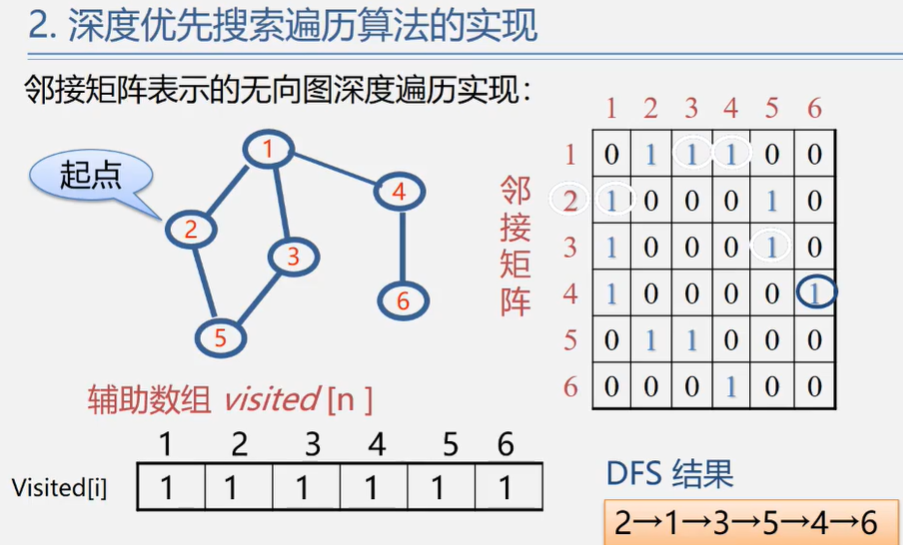 2. 深度优先搜索遍历算法的实现
邻接矩阵表示的无向图深度遍历实现：
起点
1
2
3
4
5
6
邻接矩阵
1 2 3 4 5 6
1 0 1 1 1 0 0
2 1 0 0 0 1 0
3 1 0 0 0 1 0
4 1 0 0 0 0 1
5 0 1 1 0 0 0
6 0 0 0 1 0 0
辅助数组 visited [n ]
1 2 3 4 5 6
Visited[i] 1 1 1 1 1 1
DFS 结果
2→1→3→5→4→6